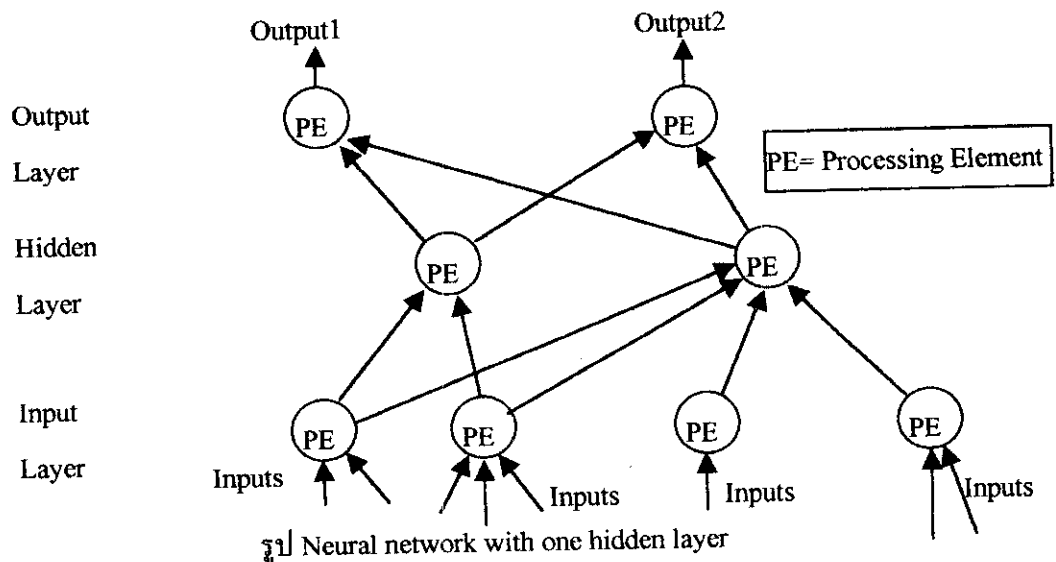 Output1
Output2
Output
Layer
PE
PE
PE= Processing Element
Hidden
Layer
PE
PE
Input
Layer
PE
PE
PE
PE
Inputs
Inputs
Inputs
Inputs
รูป Neural network with one hidden layer